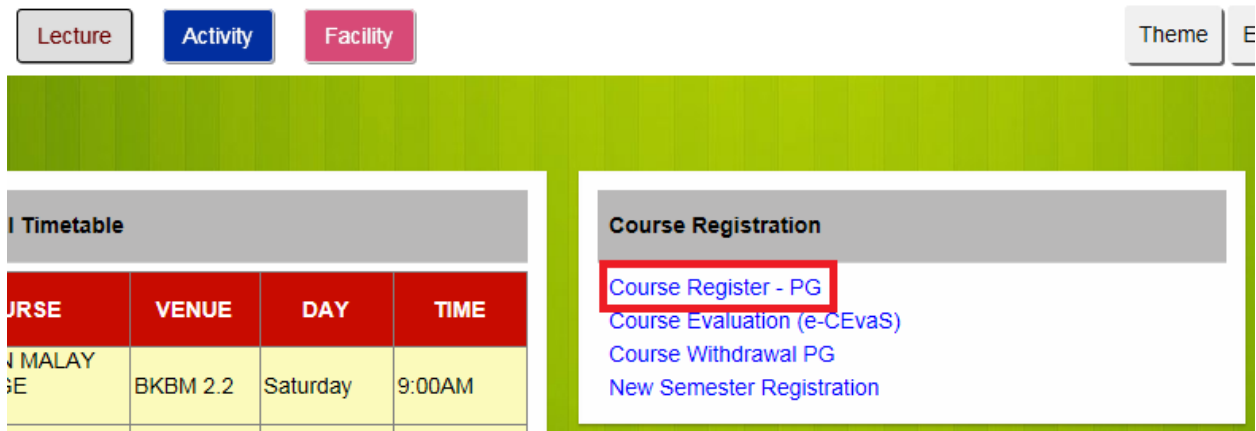 Lecture Activity Facility Theme E
l Timetable
URSE VENUE DAY TIME
N MALAY
GE BKBM 2.2 Saturday 9:00AM
Course Registration
Course Register - PG
Course Evaluation (e-CEvaS)
Course Withdrawal PG
New Semester Registration